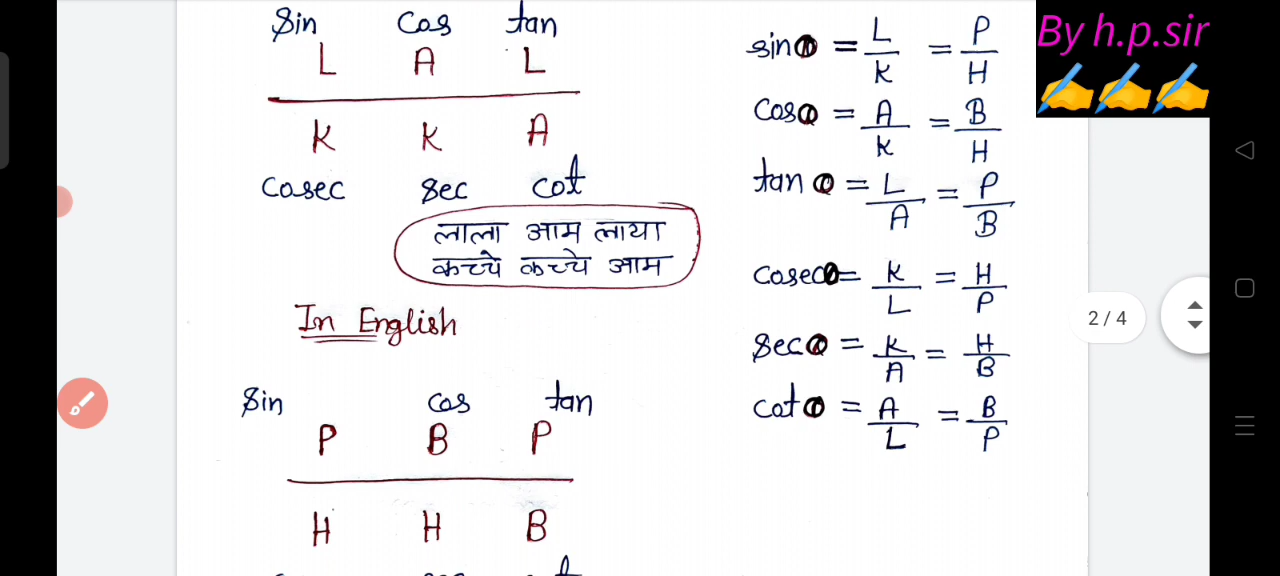 sin cos tan
L A L
K K A
cosec sec cot
लाला आम लाया
कच्चे कच्चे आम
In English
sin cos tan
P B P
H H B
sinθ = L/K = P/H
cosθ = A/K = B/H
tanθ = L/A = P/B
cosecθ = K/L = H/P
secθ = K/A = H/B
cotθ = A/L = B/P
By h.p.sir
✍✍✍
2 / 4